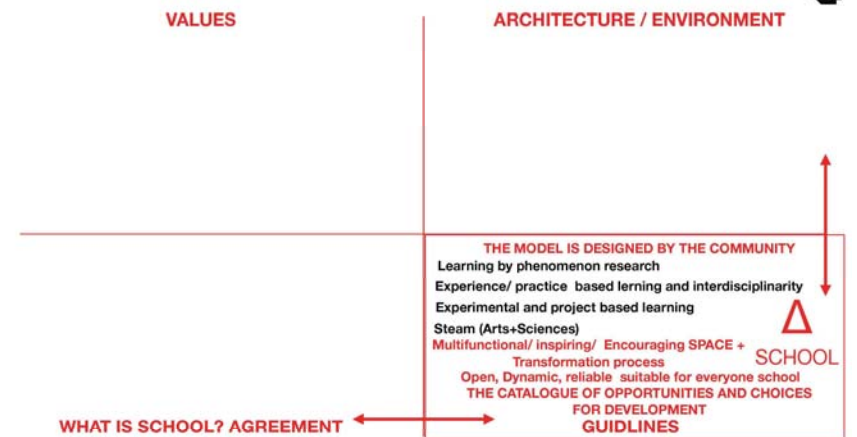 VALUES
ARCHITECTURE / ENVIRONMENT
THE MODEL IS DESIGNED BY THE COMMUNITY
Learning by phenomenon research
Experience/ practice based lerning and interdisciplinarity
Experimental and project based learning
Steam (Arts+Sciences)
Multifunctional/ inspiring/ Encouraging SPACE +
Transformation process
Δ
SCHOOL
Open, Dynamic, reliable suitable for everyone school
THE CATALOGUE OF OPPORTUNITIES AND CHOICES
FOR DEVELOPMENT
WHAT IS SCHOOL? AGREEMENT
GUIDLINES